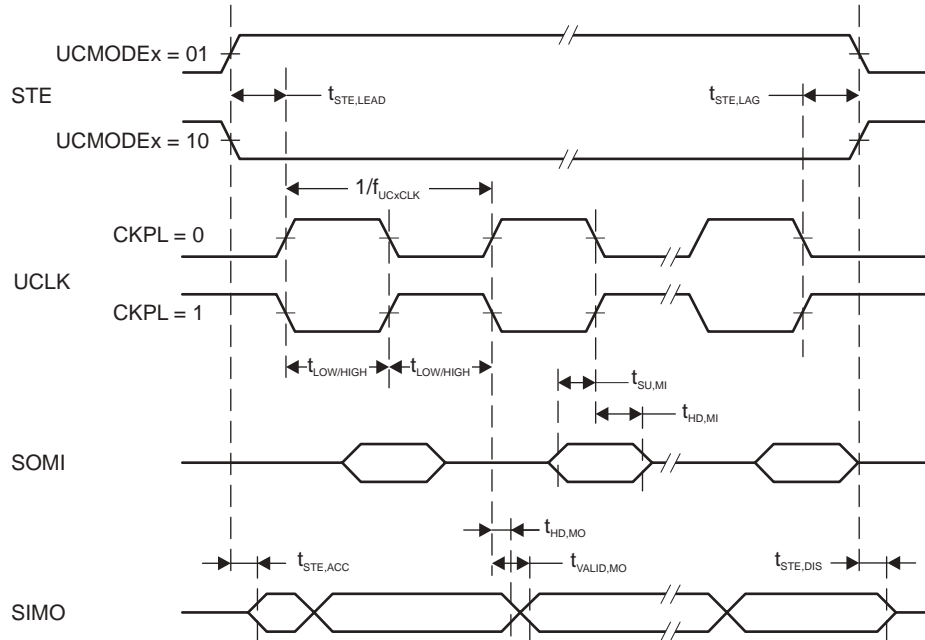 UCMODEx = 01
STE
tSTE,LEAD
tSTE,LAG
UCMODEx = 10
1/fUCxCLK
CKPL = 0
UCLK
CKPL = 1
tLOW/HIGH
tLOW/HIGH
tSU,MI
tHD,MI
SOMI
tHD,MO
tSTE,ACC
tVALID,MO
tSTE,DIS
SIMO